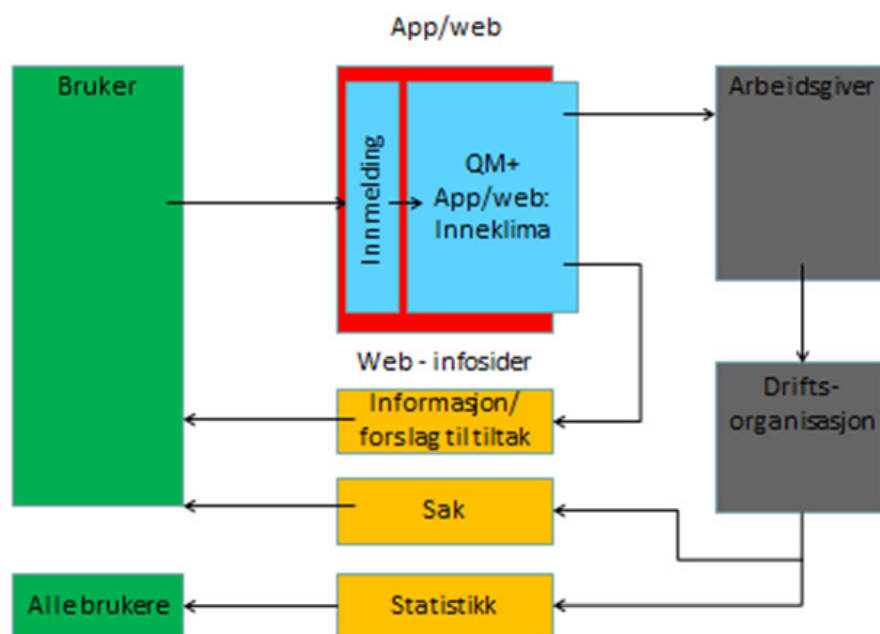 App/web
Bruker
Innmelding
QM+
App/web:
Inneklima
Arbeidsgiver
Web - infosider
Informasjon/
forslag til tiltak
Drifts-
organisasjon
Sak
Alle brukere
Statistikk